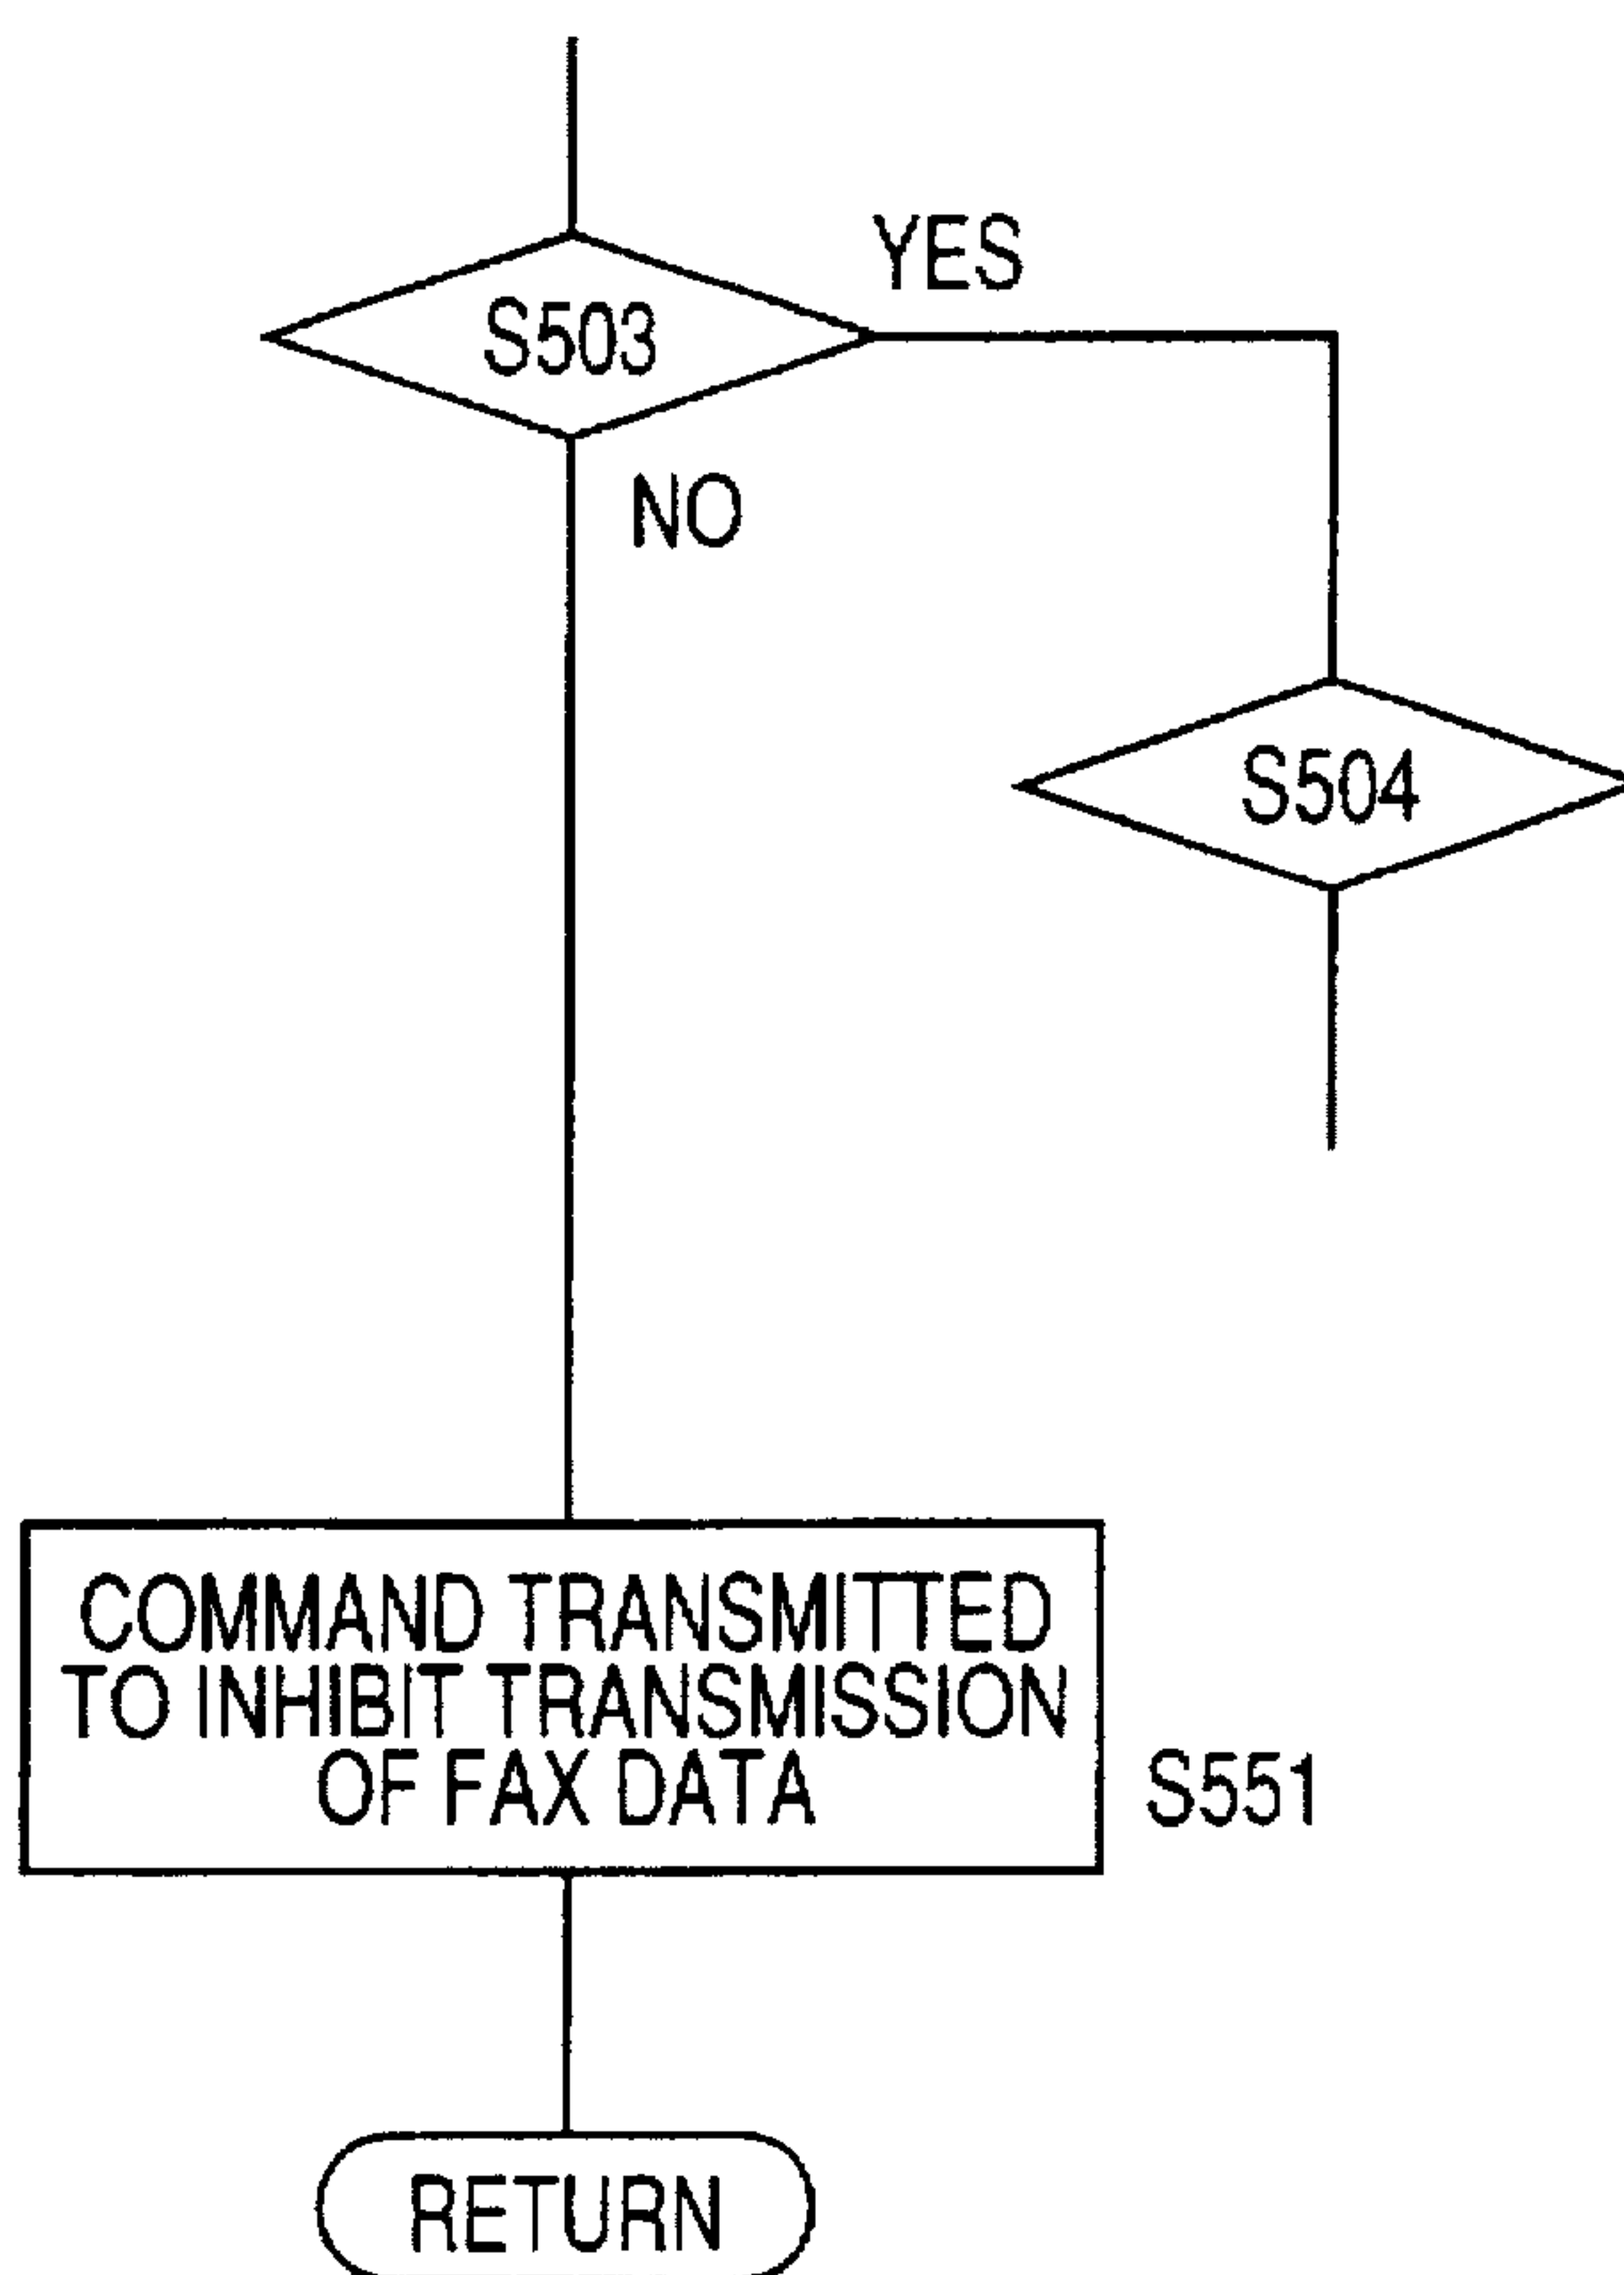 YES
S503
NO
S504
COMMAND TRANSMITTED
TO INHIBIT TRANSMISSION
OF FAX DATA
S551
RETURN